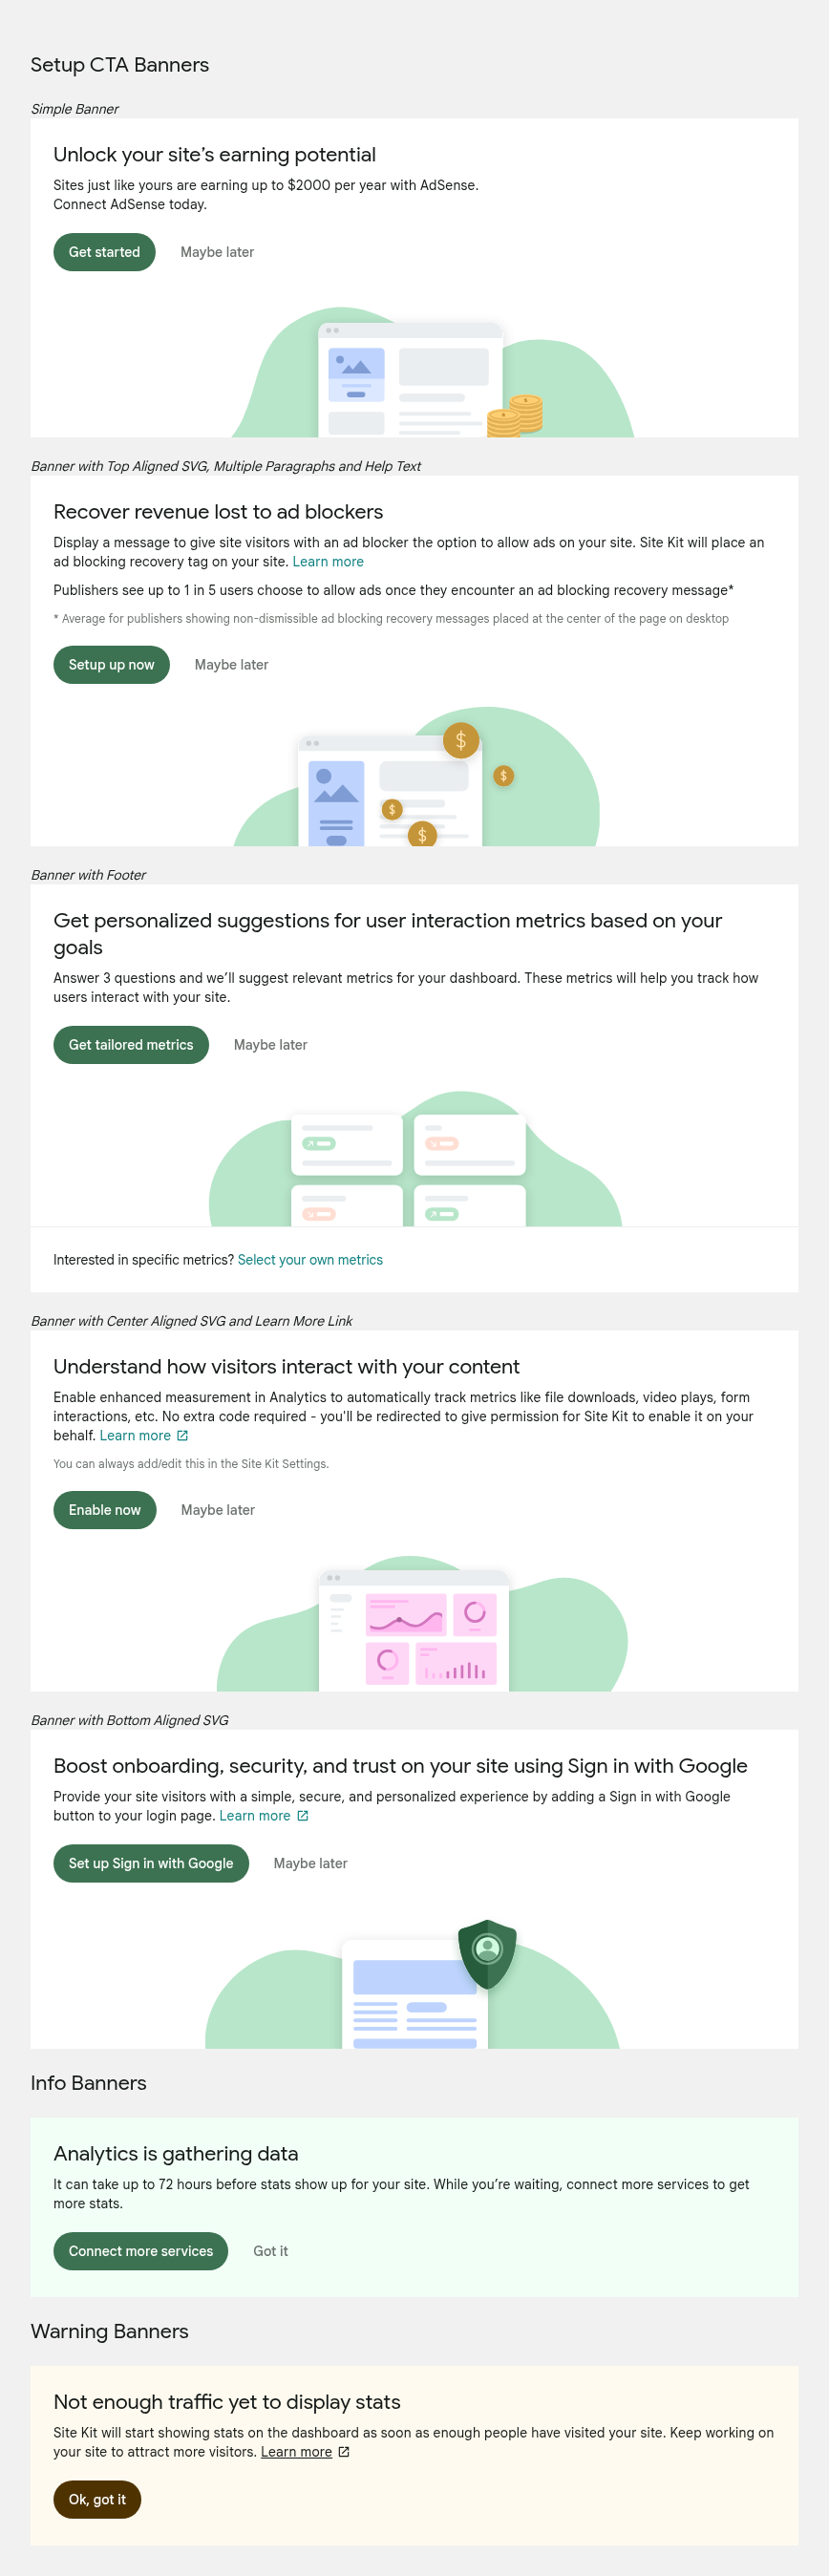 Setup CTA Banners
Simple Banner
Unlock your site’s earning potential
Sites just like yours are earning up to $2000 per year with AdSense.
Connect AdSense today.
Get started
Maybe later
$
$
Banner with Top Aligned SVG, Multiple Paragraphs and Help Text
Recover revenue lost to ad blockers
Display a message to give site visitors with an ad blocker the option to allow ads on your site. Site Kit will place an
ad blocking recovery tag on your site. Learn more
Publishers see up to 1 in 5 users choose to allow ads once they encounter an ad blocking recovery message*
* Average for publishers showing non-dismissible ad blocking recovery messages placed at the center of the page on desktop
Setup up now
Maybe later
$
$
$
$
Banner with Footer
Get personalized suggestions for user interaction metrics based on your
goals
Answer 3 questions and we’ll suggest relevant metrics for your dashboard. These metrics will help you track how
users interact with your site.
Get tailored metrics
Maybe later
Interested in specific metrics? Select your own metrics
Banner with Center Aligned SVG and Learn More Link
Understand how visitors interact with your content
Enable enhanced measurement in Analytics to automatically track metrics like file downloads, video plays, form
interactions, etc. No extra code required - you'll be redirected to give permission for Site Kit to enable it on your
behalf. Learn more
You can always add/edit this in the Site Kit Settings.
Enable now
Maybe later
Banner with Bottom Aligned SVG
Boost onboarding, security, and trust on your site using Sign in with Google
Provide your site visitors with a simple, secure, and personalized experience by adding a Sign in with Google
button to your login page. Learn more
Set up Sign in with Google
Maybe later
Info Banners
Analytics is gathering data
It can take up to 72 hours before stats show up for your site. While you’re waiting, connect more services to get
more stats.
Connect more services
Got it
Warning Banners
Not enough traffic yet to display stats
Site Kit will start showing stats on the dashboard as soon as enough people have visited your site. Keep working on
your site to attract more visitors. Learn more
Ok, got it